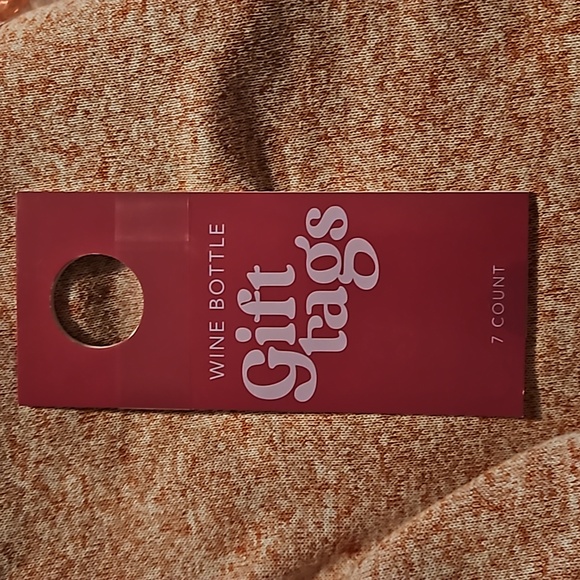 WINE BOTTLE
Gift
tags
7 COUNT